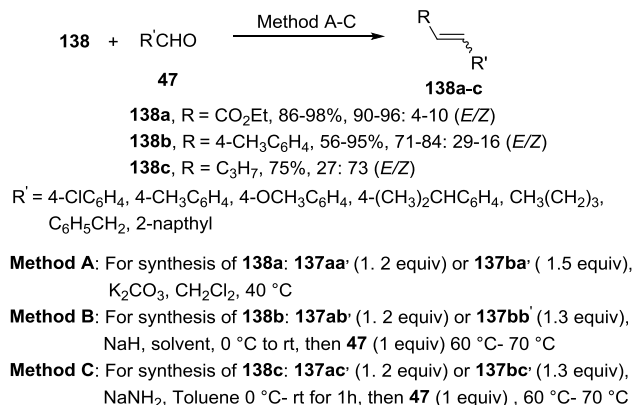 138 + R'CHO Method A-C R
R'
47 138a-c
138a, R = CO2Et, 86-98%, 90-96: 4-10 (E/Z)
138b, R = 4-CH3C6H4, 56-95%, 71-84: 29-16 (E/Z)
138c, R = C3H7, 75%, 27: 73 (E/Z)
R' = 4-ClC6H4, 4-CH3C6H4, 4-OCH3C6H4, 4-(CH3)2CHC6H4, CH3(CH2)3,
C6H5CH2, 2-napthyl
Method A: For synthesis of 138a: 137aa' (1. 2 equiv) or 137ba' ( 1.5 equiv),
K2CO3, CH2Cl2, 40 °C
Method B: For synthesis of 138b: 137ab' (1. 2 equiv) or 137bb' (1.3 equiv),
NaH, solvent, 0 °C to rt, then 47 (1 equiv) 60 °C- 70 °C
Method C: For synthesis of 138c: 137ac' (1. 2 equiv) or 137bc' (1.3 equiv),
NaNH2, Toluene 0 °C- rt for 1h, then 47 (1 equiv) , 60 °C- 70 °C